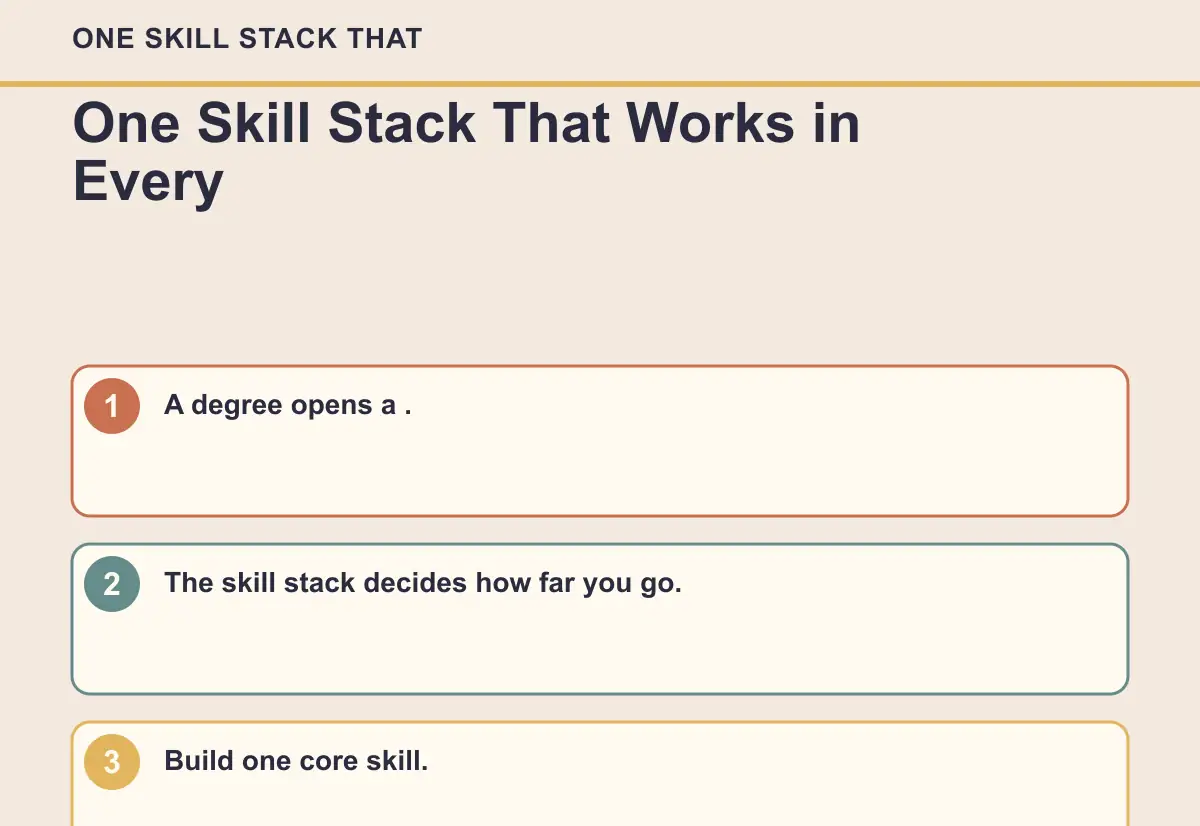 ONE SKILL STACK THAT
One Skill Stack That Works in
Every
1
A degree opens a .
2
The skill stack decides how far you go.
3
Build one core skill.